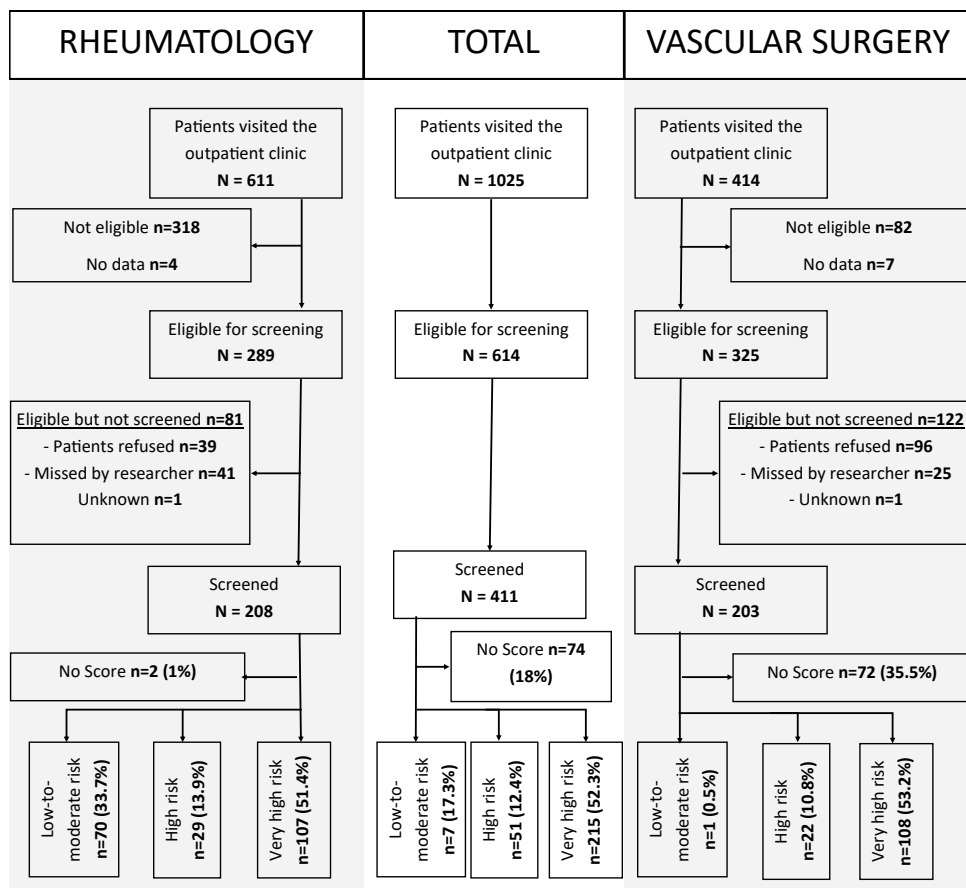 RHEUMATOLOGY
TOTAL
VASCULAR SURGERY
Patients visited the
outpatient clinic
N = 611
Patients visited the
outpatient clinic
N = 1025
Patients visited the
outpatient clinic
N = 414
Not eligible n=318
No data n=4
Not eligible n=82
No data n=7
Eligible for screening
N = 289
Eligible for screening
N = 614
Eligible for screening
N = 325
Eligible but not screened n=81
- Patients refused n=39
- Missed by researcher n=41
Unknown n=1
Eligible but not screened n=122
- Patients refused n=96
- Missed by researcher n=25
- Unknown n=1
Screened
N = 208
Screened
N = 411
Screened
N = 203
No Score n=2 (1%)
No Score n=74
(18%)
No Score n=72 (35.5%)
Low-to-
moderate risk
n=70 (33.7%)
High risk
n=29 (13.9%)
Very high risk
n=107 (51.4%)
Low-to-
moderate risk
n=7 (17.3%)
High risk
n=51 (12.4%)
Very high risk
n=215 (52.3%)
Low-to-
moderate risk
n=1 (0.5%)
High risk
n=22 (10.8%)
Very high risk
n=108 (53.2%)